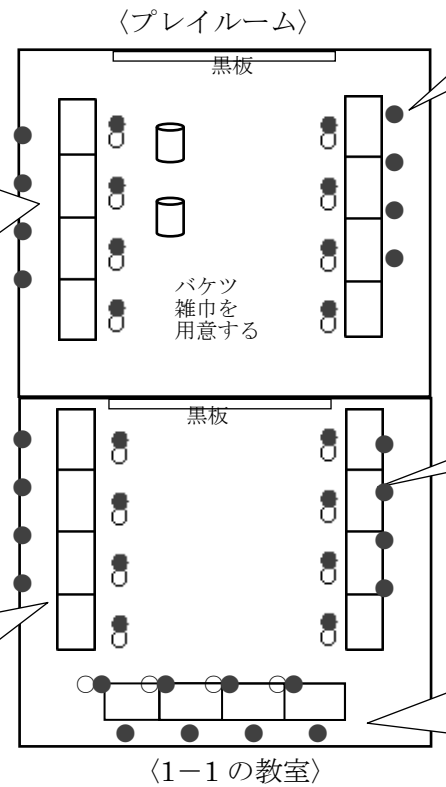 〈プレイルーム〉
黒板
バケツ
雑巾を
用意する
黒板
〈1－1の教室〉